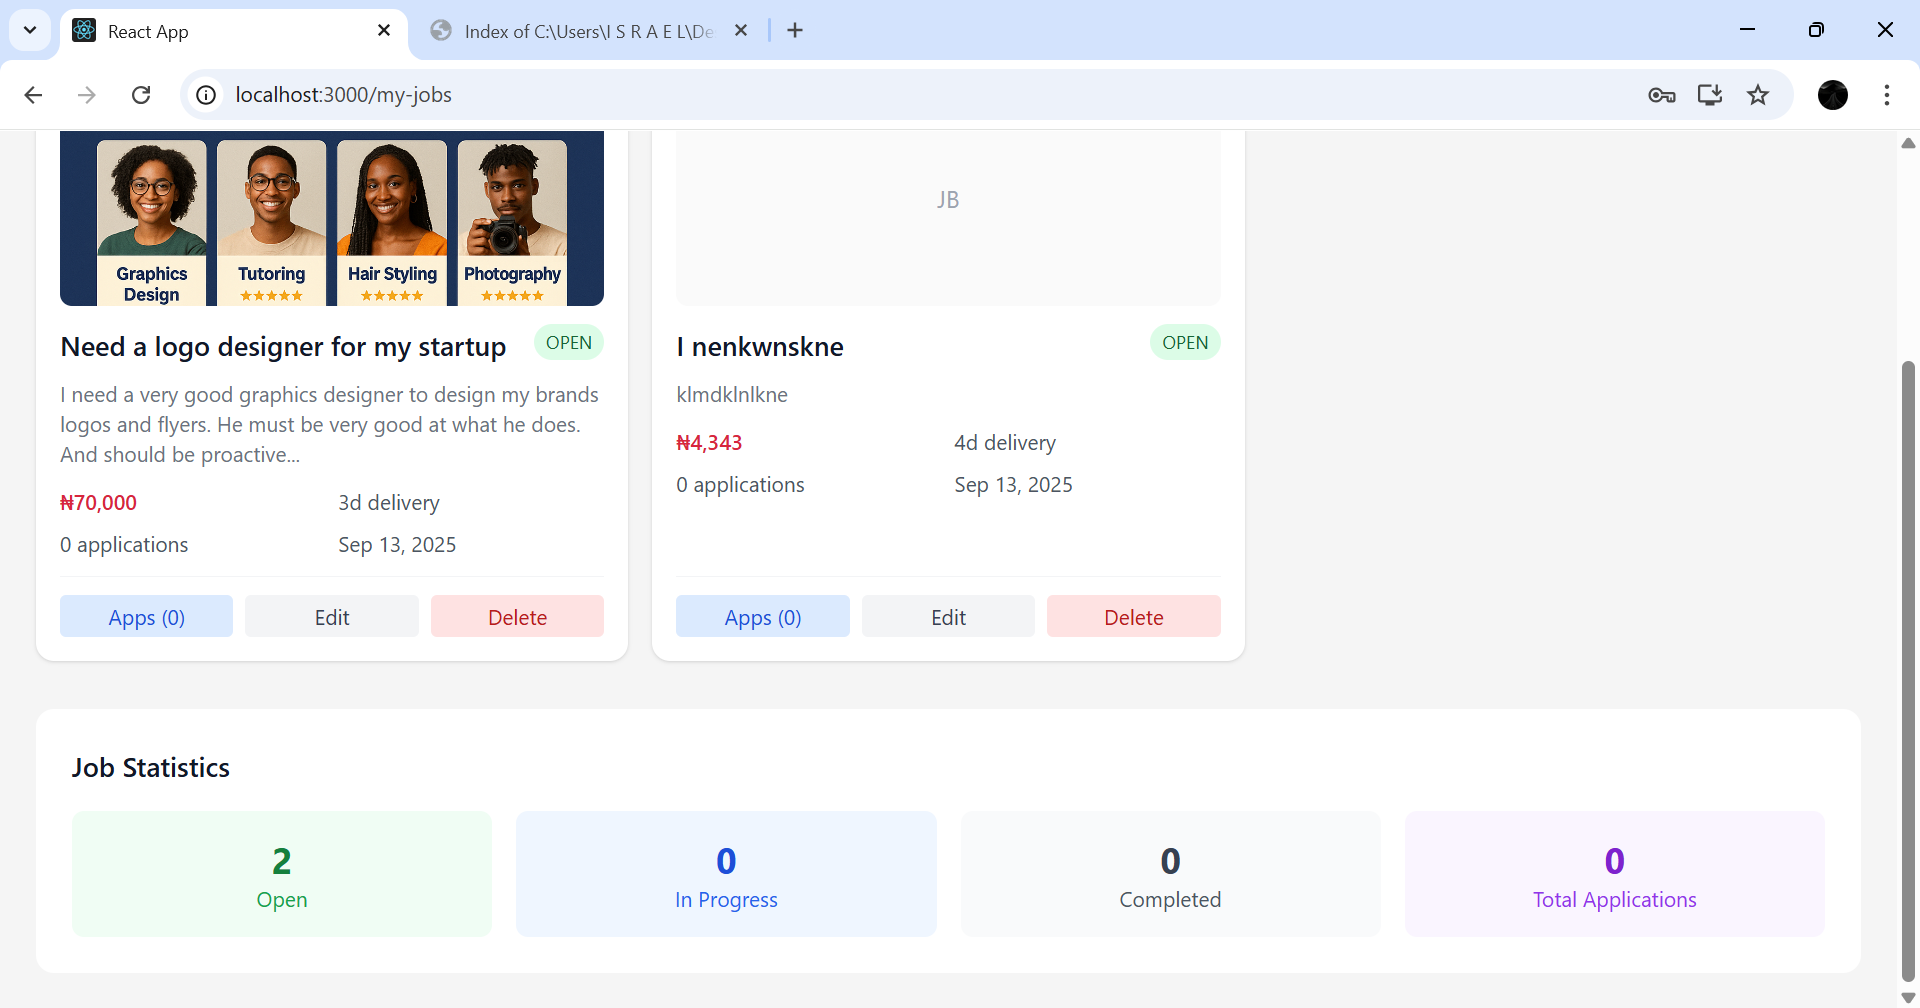 React App
Index of C:\Users\I S R A E L\De
localhost:3000/my-jobs
Graphics
Design
Tutoring
Hair Styling
Photography
JB
Need a logo designer for my startup
OPEN
I need a very good graphics designer to design my brands
logos and flyers. He must be very good at what he does.
And should be proactive...
₦70,000
3d delivery
0 applications
Sep 13, 2025
Apps (0)
Edit
Delete
I nenkwnskne
OPEN
klmdklnlkne
₦4,343
4d delivery
0 applications
Sep 13, 2025
Apps (0)
Edit
Delete
Job Statistics
2
Open
0
In Progress
0
Completed
0
Total Applications